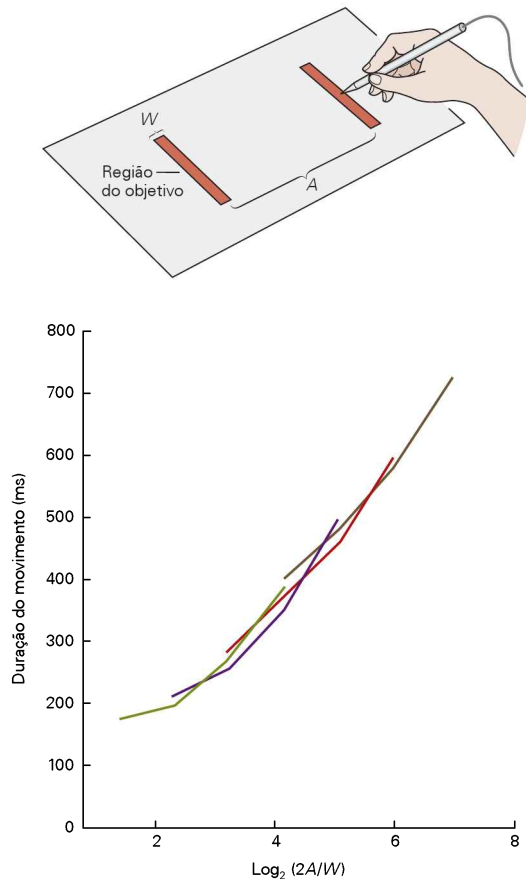 W
Região
do objetivo
A
800
700
600
500
400
300
200
100
0
Duração do movimento (ms)
2
4
6
8
Log₂ (2A/W)